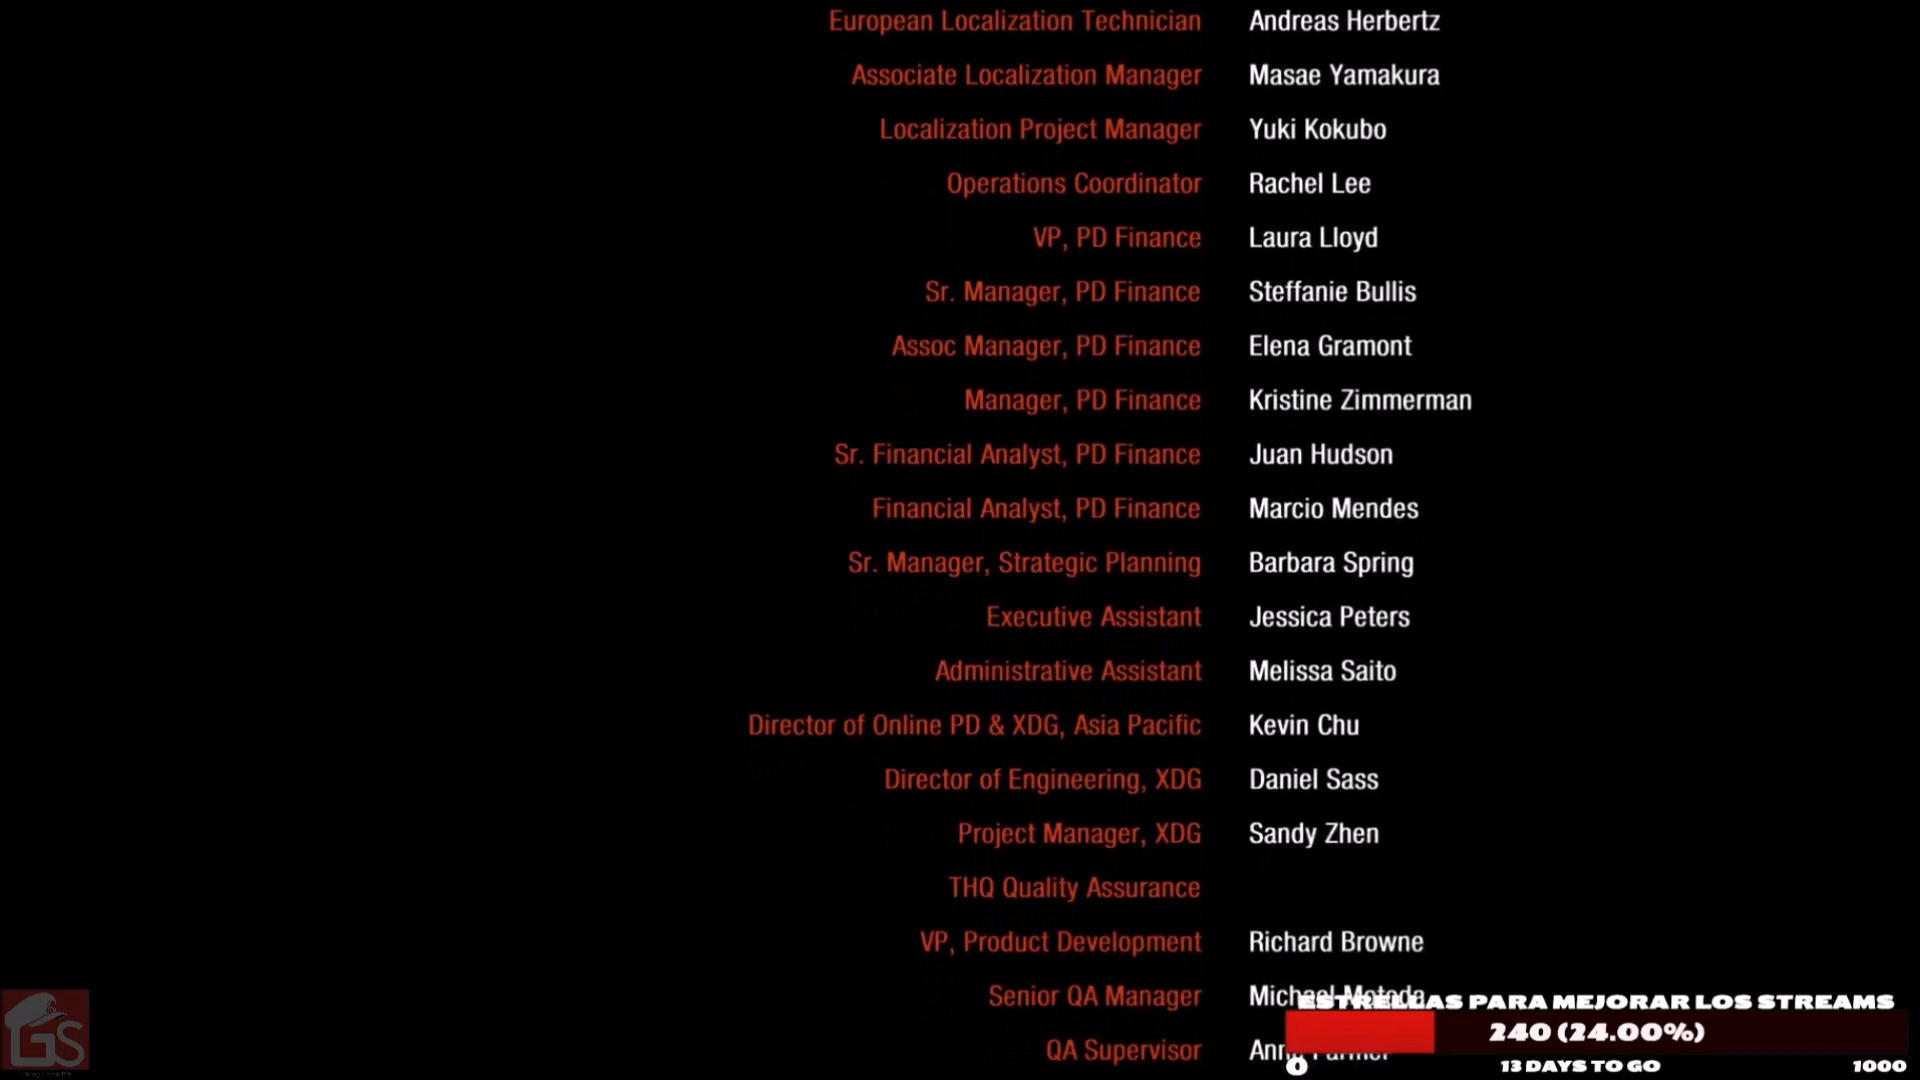 European Localization Technician Andreas Herbertz
Associate Localization Manager Masae Yamakura
Localization Project Manager Yuki Kokubo
Operations Coordinator Rachel Lee
VP, PD Finance Laura Lloyd
Sr. Manager, PD Finance Steffanie Bullis
Assoc Manager, PD Finance Elena Gramont
Manager, PD Finance Kristine Zimmerman
Sr. Financial Analyst, PD Finance Juan Hudson
Financial Analyst, PD Finance Marcio Mendes
Sr. Manager, Strategic Planning Barbara Spring
Executive Assistant Jessica Peters
Administrative Assistant Melissa Saito
Director of Online PD & XDG, Asia Pacific Kevin Chu
Director of Engineering, XDG Daniel Sass
Project Manager, XDG Sandy Zhen
THQ Quality Assurance
VP, Product Development Richard Browne
Senior QA Manager Michael Motoda
QA Supervisor
ESTRELLAS PARA MEJORAR LOS STREAMS
240 (24.00%)
0 13 DAYS TO GO 1000
GS